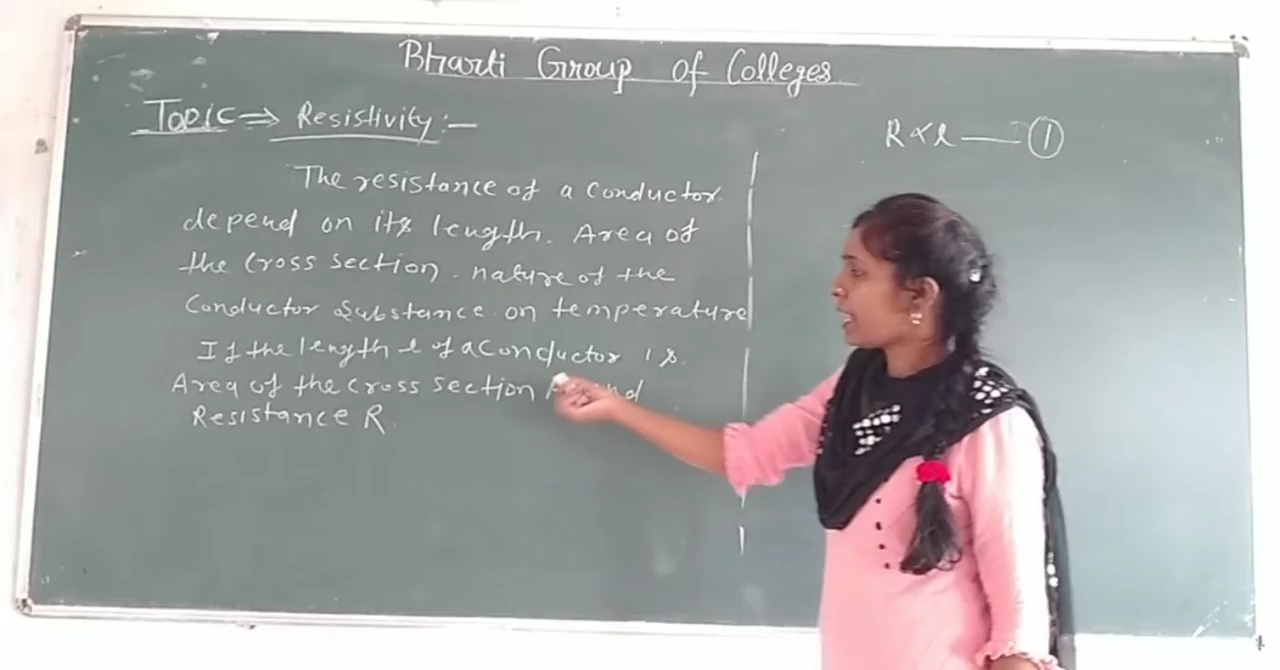 Bharti Group of Colleges
Topic ⇒ Resistivity :-
The resistance of a conductor
depend on its length. Area of
the cross section. nature of the
conductor substance. on temperature
If the length l of a conductor is.
Area of the cross section and
Resistance R.
R ∝ l — ①